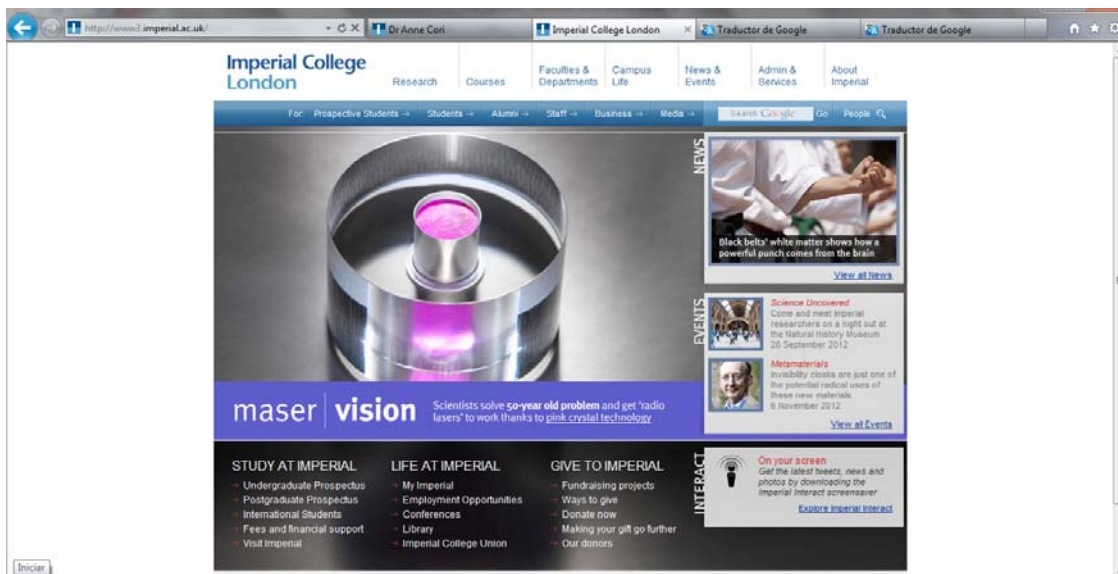 http://www3.imperial.ac.uk/
Dr Anne Cori
Imperial College London
Traductor de Google
Traductor de Google
Imperial College
London
Research
Courses
Faculties &
Departments
Campus
Life
News &
Events
Admin &
Services
About
Imperial
For: Prospective Students → Students → Alumni → Staff → Business → Media →
Search Google Go People
NEWS
Black belts' white matter shows how a
powerful punch comes from the brain
View all News
EVENTS
Science Uncovered
Come and meet Imperial
researchers on a night out at
the Natural History Museum
28 September 2012
Metamaterials
Invisibility cloaks are just one of
the potential radical uses of
these new materials
6 November 2012
View all Events
maser | vision
Scientists solve 50-year old problem and get 'radio
lasers' to work thanks to pink crystal technology
STUDY AT IMPERIAL
→ Undergraduate Prospectus
→ Postgraduate Prospectus
→ International Students
→ Fees and financial support
→ Visit Imperial
LIFE AT IMPERIAL
→ My Imperial
→ Employment Opportunities
→ Conferences
→ Library
→ Imperial College Union
GIVE TO IMPERIAL
→ Fundraising projects
→ Ways to give
→ Donate now
→ Making your gift go further
→ Our donors
INTERACT
On your screen
Get the latest tweets, news and
photos by downloading the
Imperial Interact screensaver
Explore Imperial Interact
Iniciar